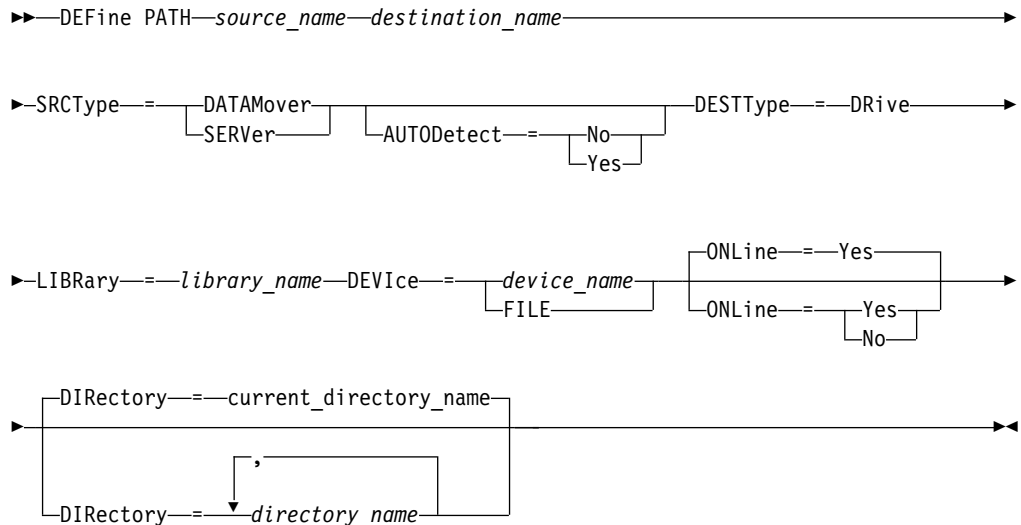 DEFine PATH source_name destination_name
SRCType = DATAMover DESTType = DRive
SERVer AUTODetect = No
Yes
ONLine = Yes
LIBRary = library_name DEVIce = device_name
FILE ONLine = Yes
No
DIRectory = current_directory_name
,
DIRectory = directory_name